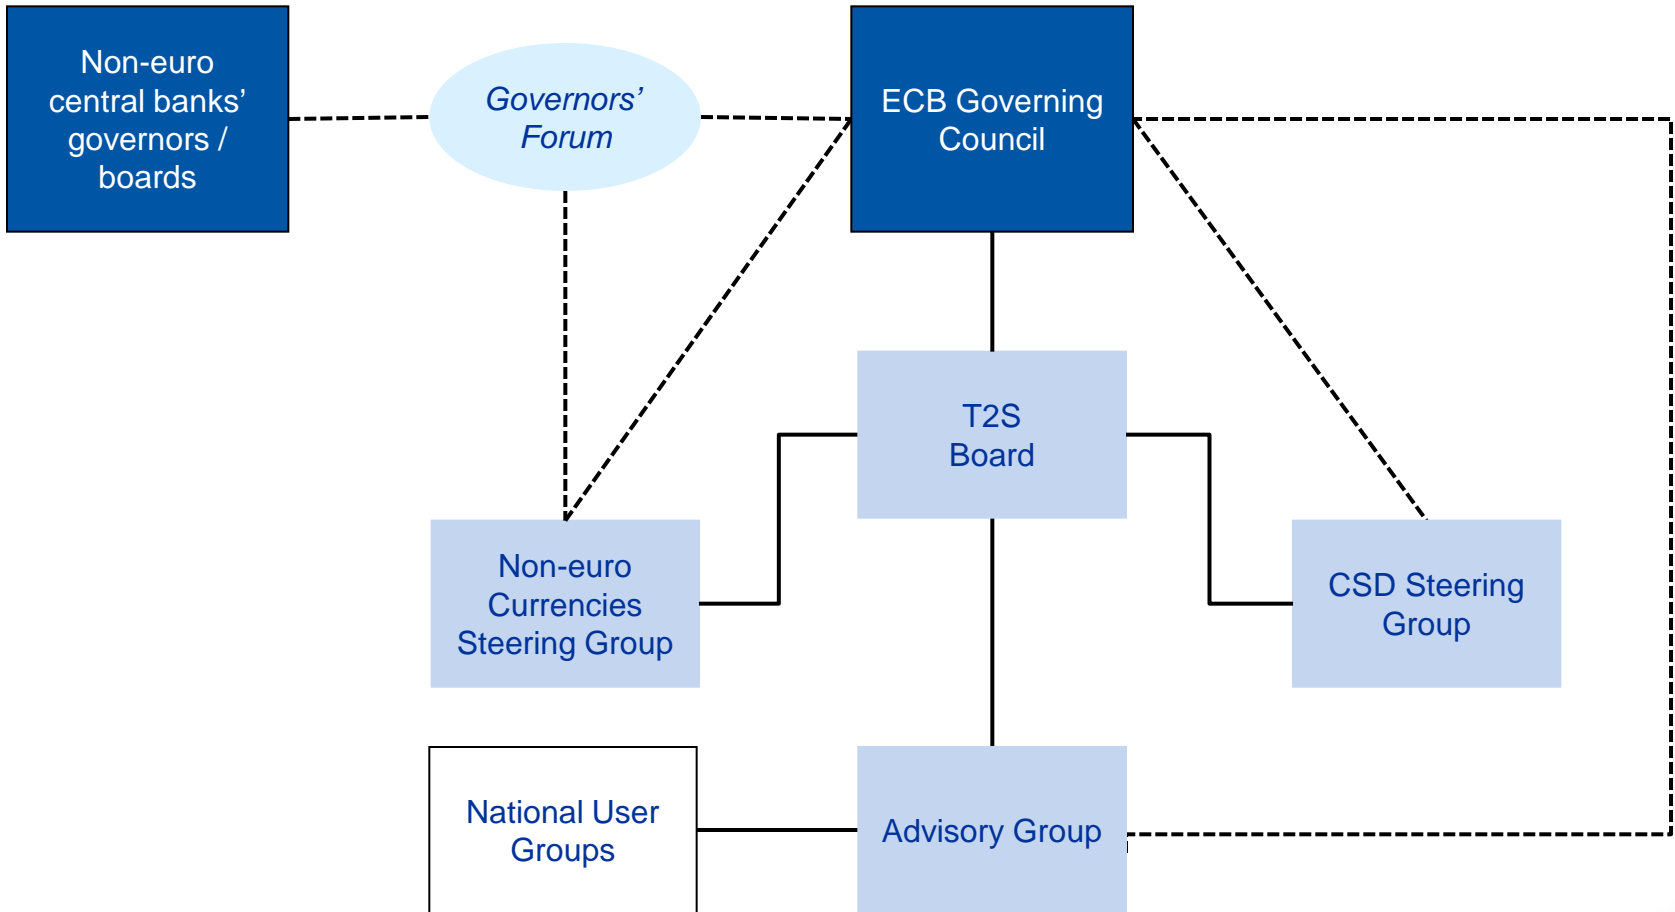 Non-euro
central banks’
governors /
boards
Governors’
Forum
ECB Governing
Council
T2S
Board
Non-euro
Currencies
Steering Group
CSD Steering
Group
National User
Groups
Advisory Group